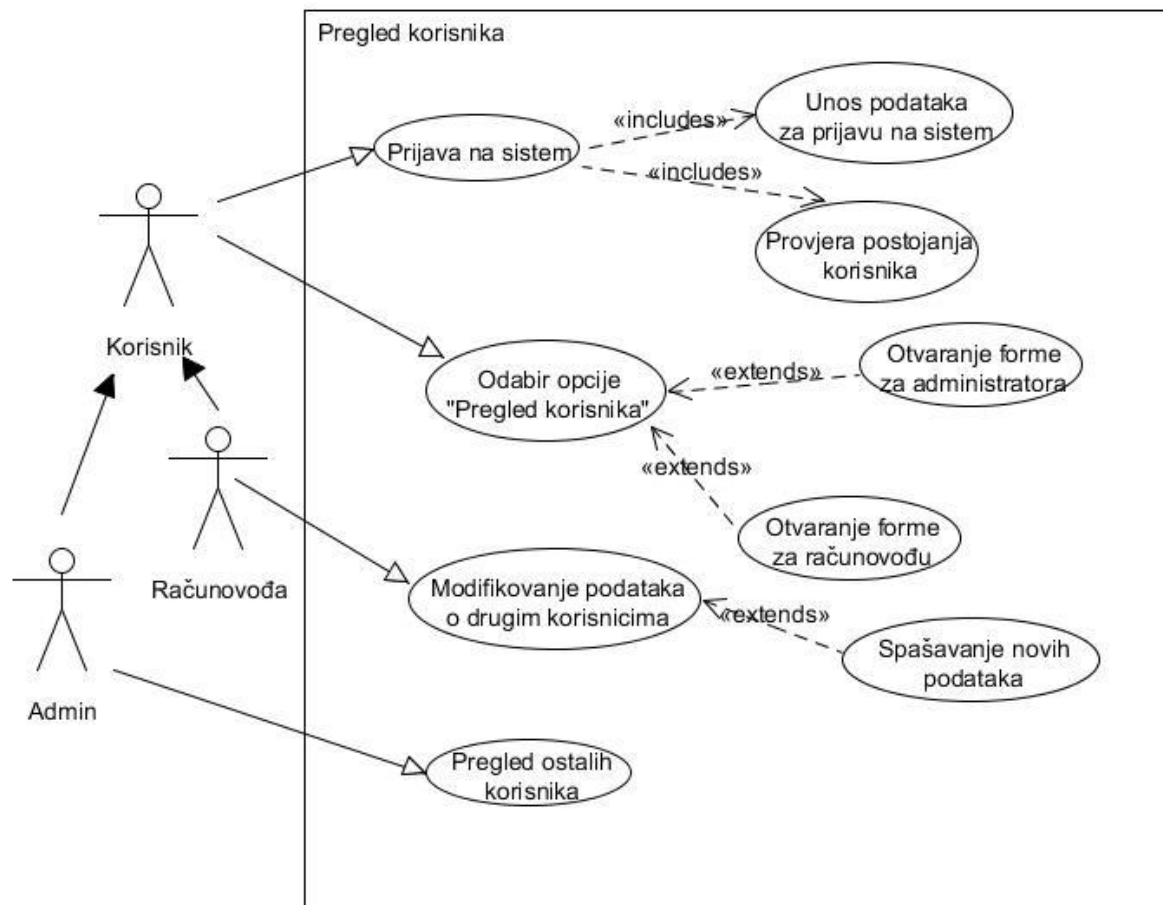 Pregled korisnika
Unos podataka
za prijavu na sistem
«includes»
Prijava na sistem
«includes»
Provjera postojanja
korisnika
Korisnik
Odabir opcije
"Pregled korisnika"
«extends»
Otvaranje forme
za administratora
«extends»
Otvaranje forme
za računovođu
Računovođa
Modifikovanje podataka
o drugim korisnicima
«extends»
Spašavanje novih
podataka
Admin
Pregled ostalih
korisnika